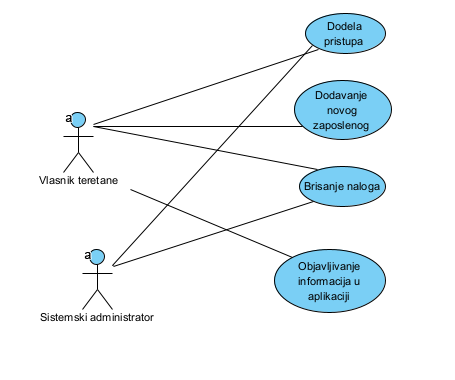 Dodela
pristupa
Dodavanje
novog
zaposlenog
a
Vlasnik teretane
Brisanje naloga
a
Sistemski administrator
Objavljivanje
informacija u
aplikaciji